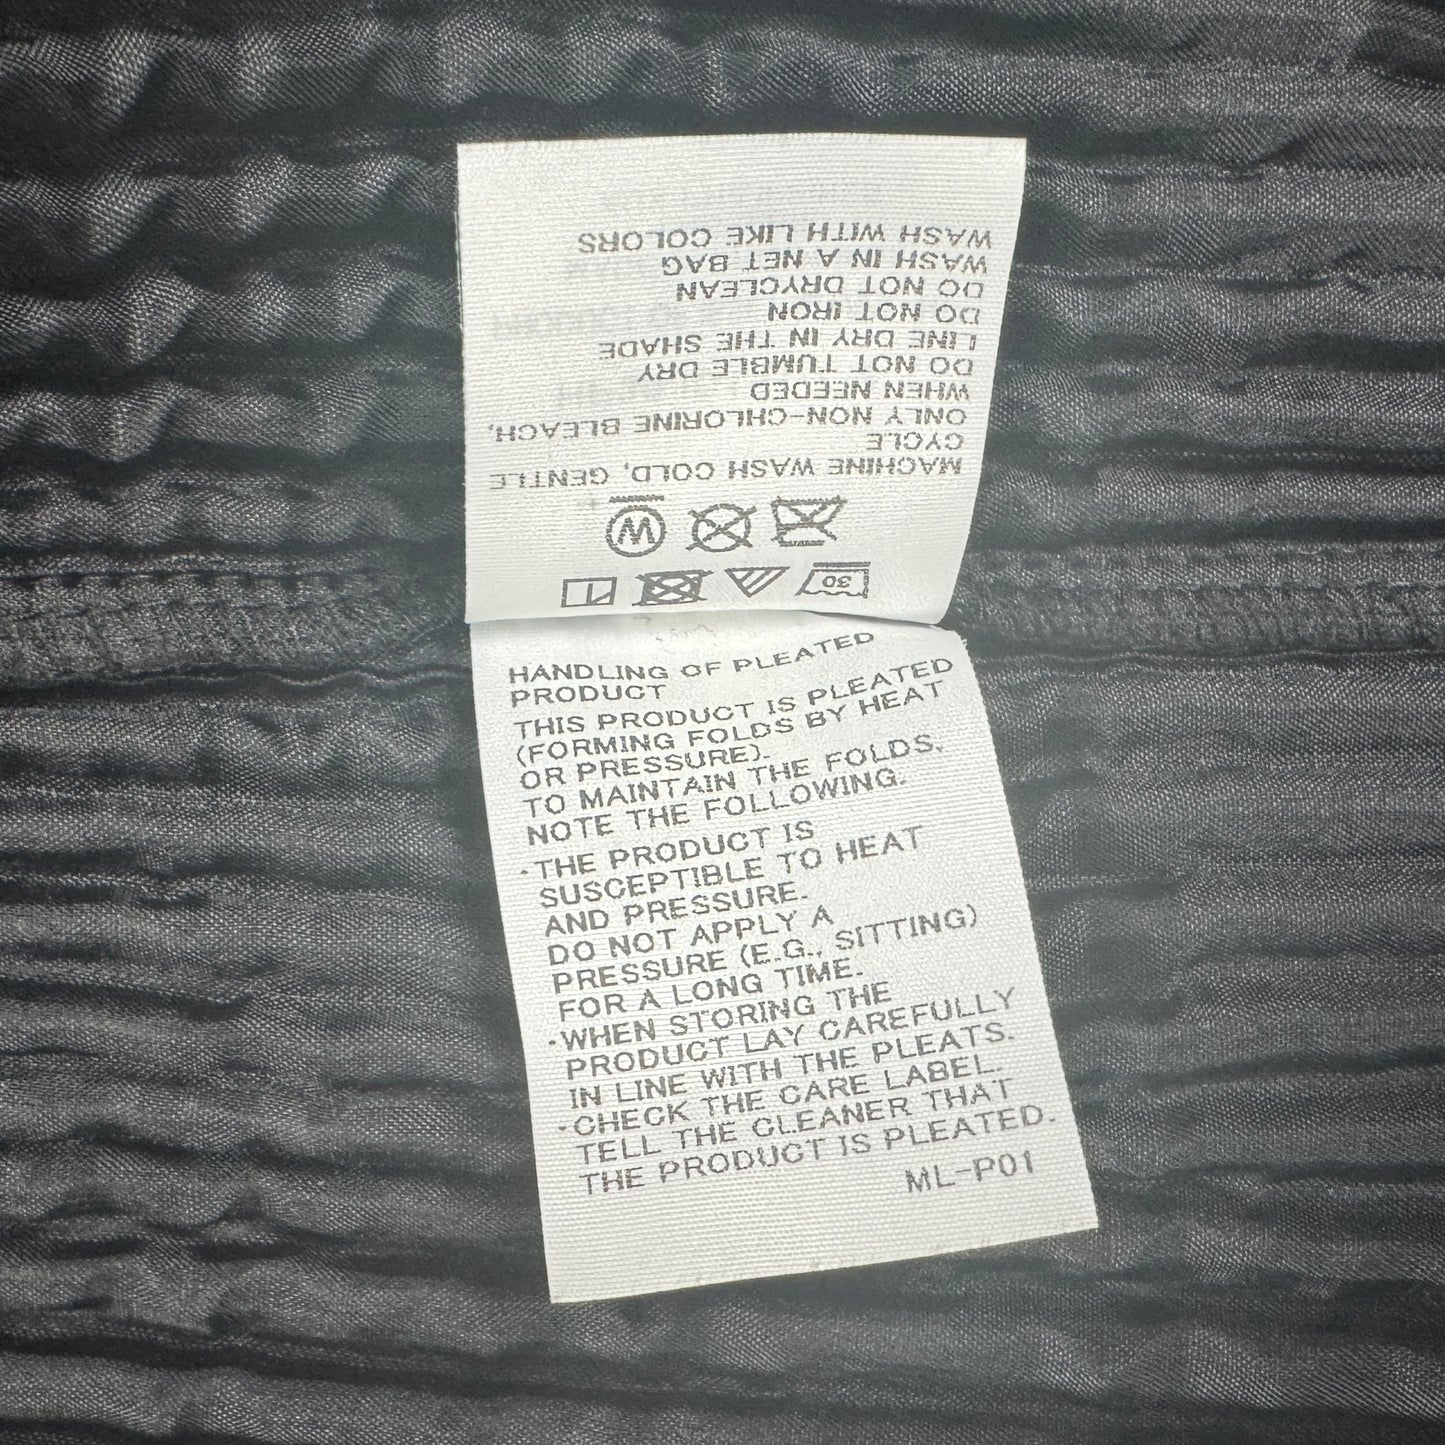 30
W
MACHINE WASH COLD, GENTLE
CYCLE
ONLY NON-CHLORINE BLEACH,
WHEN NEEDED
DO NOT TUMBLE DRY
LINE DRY IN THE SHADE
DO NOT IRON
DO NOT DRYCLEAN
WASH IN A NET BAG
WASH WITH LIKE COLORS
HANDLING OF PLEATED
PRODUCT
THIS PRODUCT IS PLEATED
(FORMING FOLDS BY HEAT
OR PRESSURE).
TO MAINTAIN THE FOLDS,
NOTE THE FOLLOWING.
·THE PRODUCT IS
SUSCEPTIBLE TO HEAT
AND PRESSURE.
DO NOT APPLY A
PRESSURE (E.G., SITTING)
FOR A LONG TIME.
·WHEN STORING THE
PRODUCT LAY CAREFULLY
IN LINE WITH THE PLEATS.
·CHECK THE CARE LABEL.
TELL THE CLEANER THAT
THE PRODUCT IS PLEATED.
ML-P01